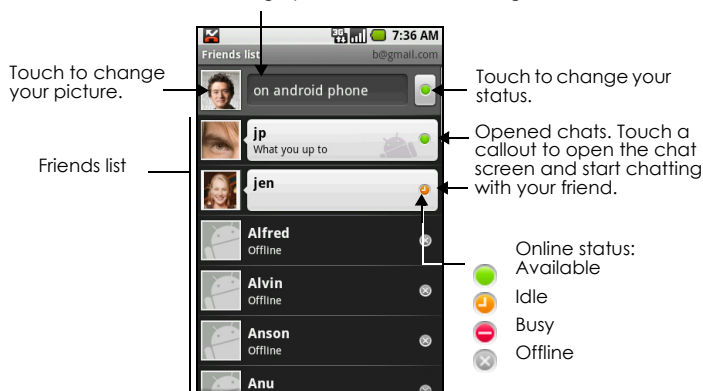 3G 7:36 AM
Friends list b@gmail.com
Touch to change
your picture.
on android phone
Touch to change your
status.
jp
What you up to
Opened chats. Touch a
callout to open the chat
screen and start chatting
with your friend.
Friends list
jen
Alfred
Offline
Alvin
Offline
Anson
Offline
Anu
Online status:
Available
Idle
Busy
Offline